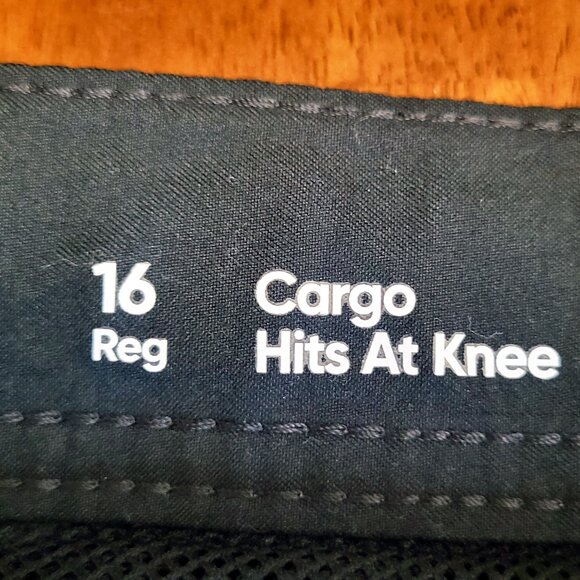 16
Reg
Cargo
Hits At Knee